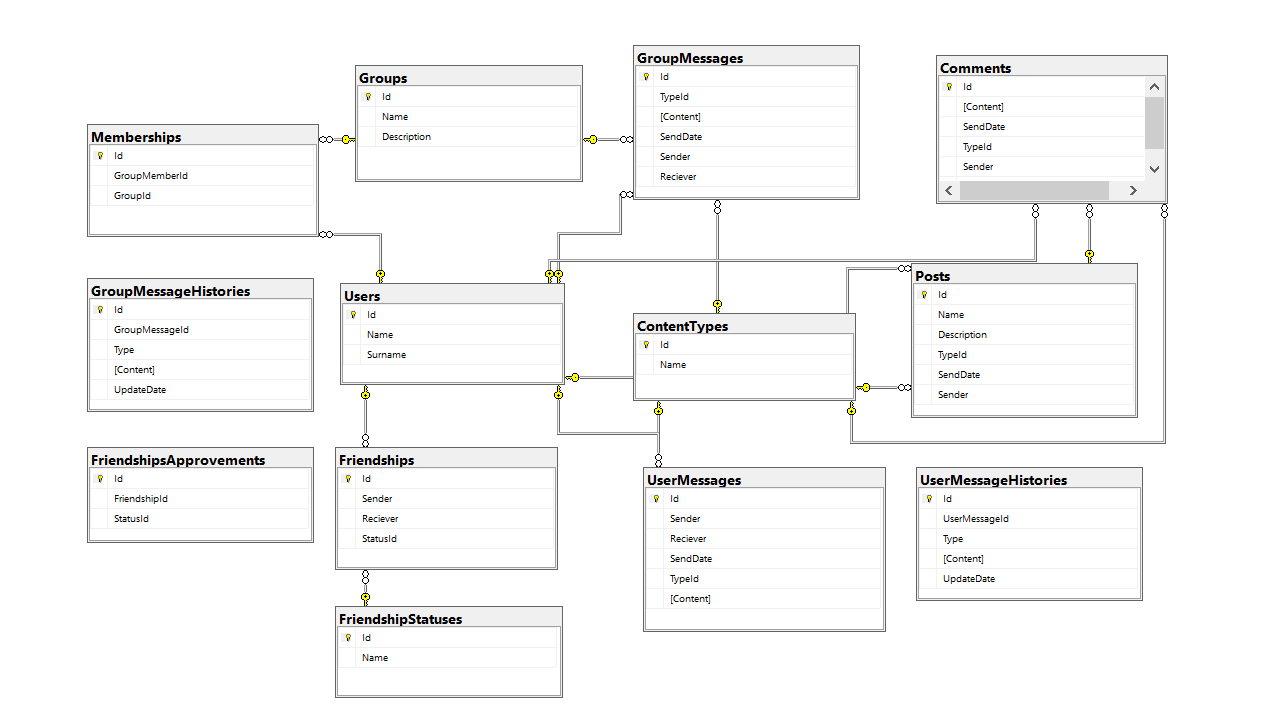 Groups
Id
Name
Description
GroupMessages
Id
TypeId
[Content]
SendDate
Sender
Reciever
Comments
Id
[Content]
SendDate
TypeId
Sender
Memberships
Id
GroupMemberId
GroupId
GroupMessageHistories
Id
GroupMessageId
Type
[Content]
UpdateDate
Users
Id
Name
Surname
ContentTypes
Id
Name
Posts
Id
Name
Description
TypeId
SendDate
Sender
FriendshipsApprovements
Id
FriendshipId
StatusId
Friendships
Id
Sender
Reciever
StatusId
UserMessages
Id
Sender
Reciever
SendDate
TypeId
[Content]
UserMessageHistories
Id
UserMessageId
Type
[Content]
UpdateDate
FriendshipStatuses
Id
Name